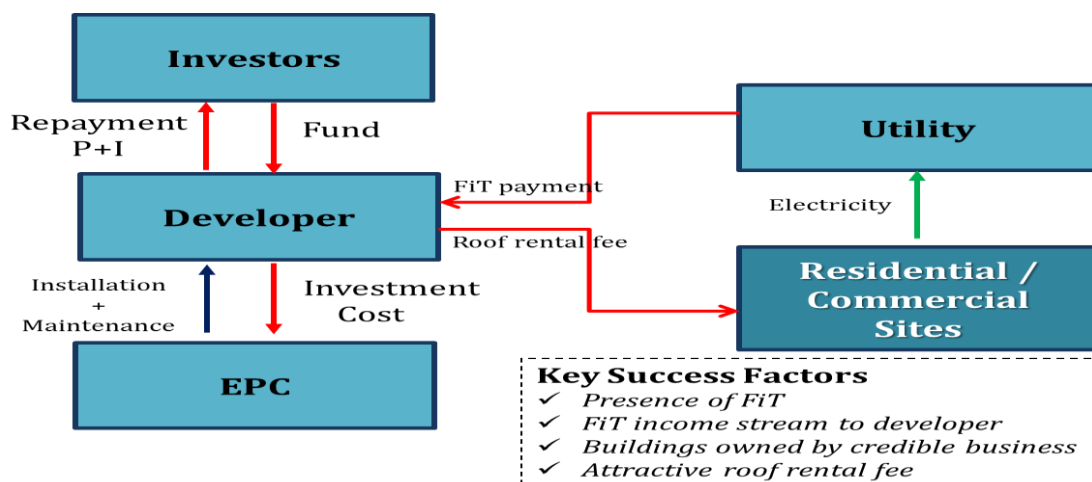 Investors
Repayment
P+I
Fund
Utility
FiT payment
Developer
Roof rental fee
Electricity
Installation
+
Maintenance
Investment
Cost
Residential /
Commercial
Sites
EPC
Key Success Factors
✓ Presence of FiT
✓ FiT income stream to developer
✓ Buildings owned by credible business
✓ Attractive roof rental fee